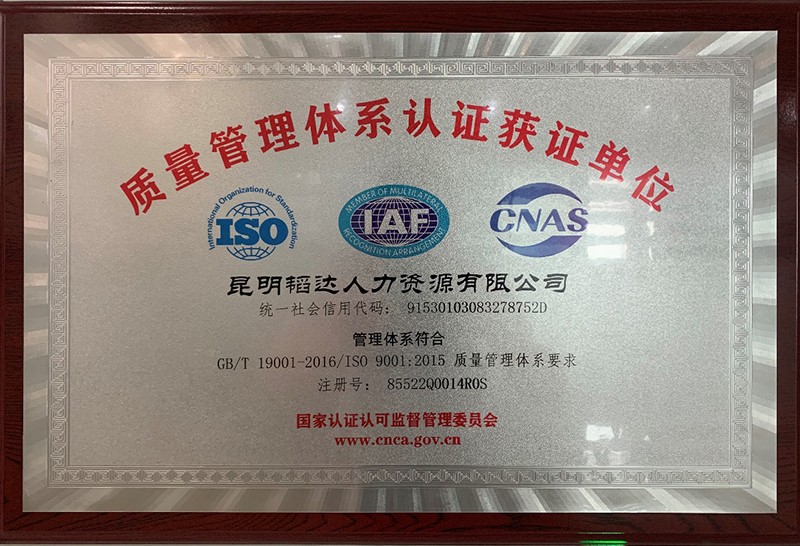 质量管理体系认证获证单位
International Organization for Standardization
ISO
MEMBER OF MULTILATERAL
IAF
RECOGNITION ARRANGEMENT
CNAS
昆明韬达人力资源有限公司
统一社会信用代码： 91530103083278752D
管理体系符合
GB/T 19001-2016/ISO 9001:2015 质量管理体系要求
注册号： 85522Q0014R0S
国家认证认可监督管理委员会
www.cnca.gov.cn